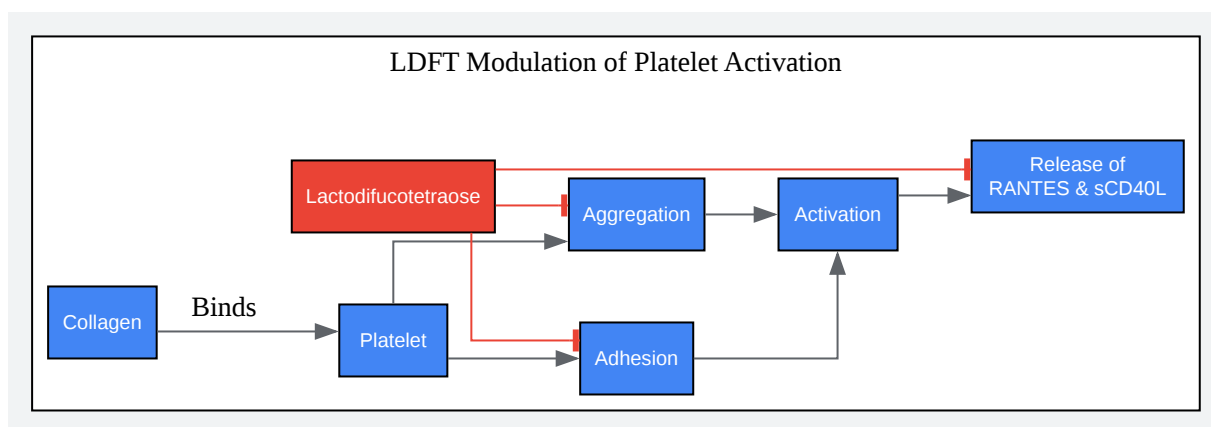 LDFT Modulation of Platelet Activation
Release of
RANTES & sCD40L
Lactodifucotetraose
Aggregation
Activation
Binds
Collagen
Platelet
Adhesion